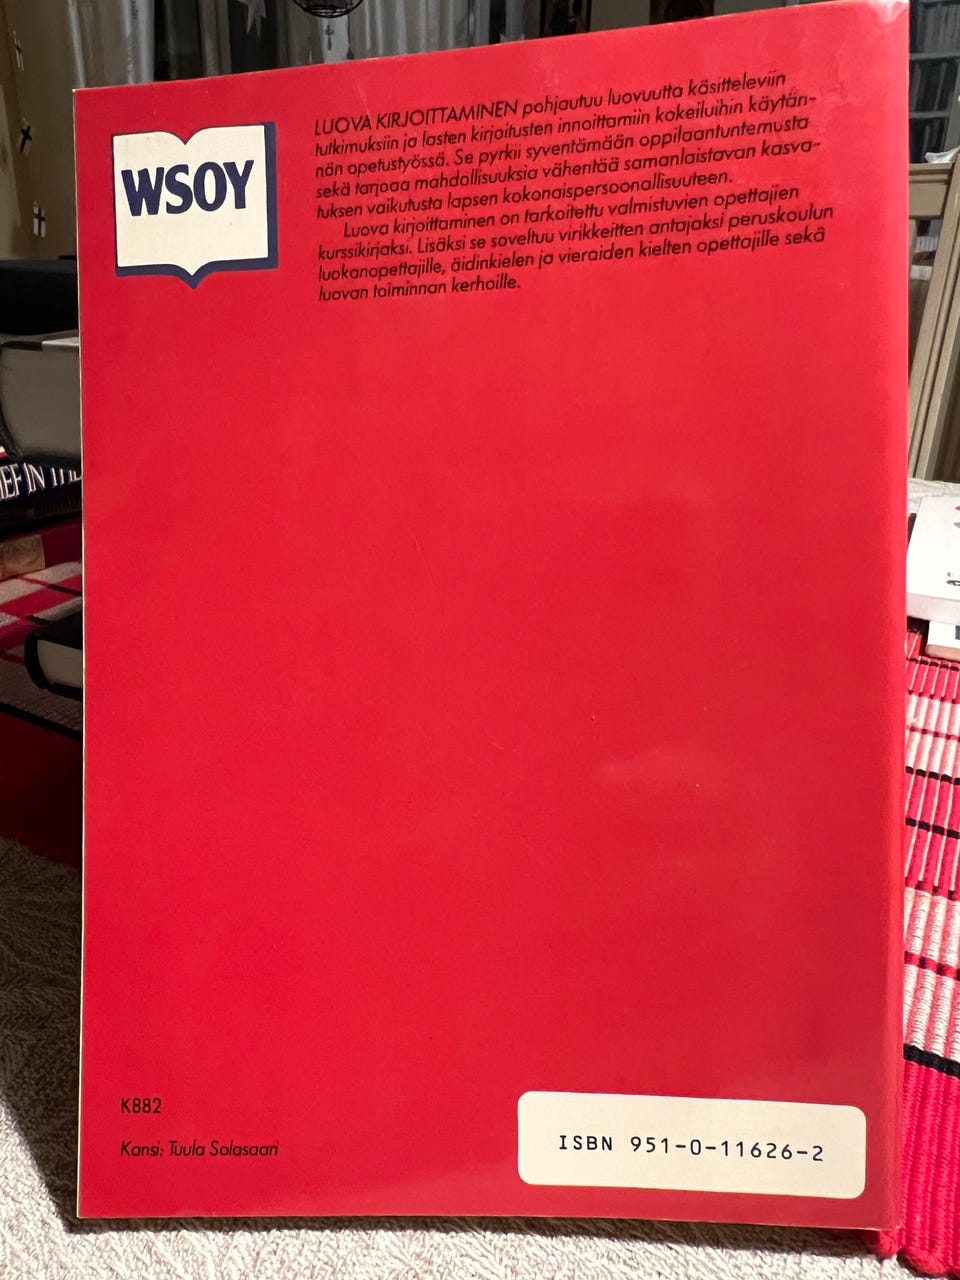 WSOY
LUOVA KIRJOITTAMINEN pohjautuu luovuutta käsitteleviin
tutkimuksiin ja lasten kirjoitusten innoittamiin kokeiluihin käytän-
nön opetustyössä. Se pyrkii syventämään oppilaantuntemusta
sekä tarjoaa mahdollisuuksia vähentää samanlaistavan kasva-
tuksen vaikutusta lapsen kokonaispersoonallisuuteen.
Luova kirjoittaminen on tarkoitettu valmistuvien opettajien
kurssikirjaksi. Lisäksi se soveltuu virikkeitten antajaksi peruskoulun
luokanopettajille, äidinkielen ja vieraiden kielten opettajille sekä
luovan toiminnan kerhoille.
K882
Kansi: Tuula Solasaari
ISBN 951-0-11626-2